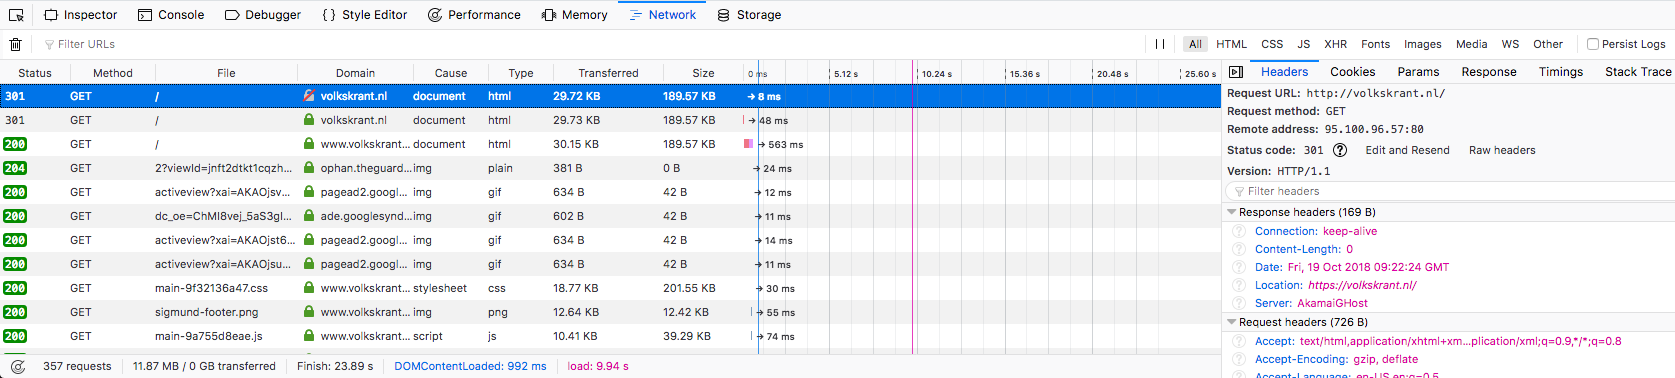 Inspector Console Debugger Style Editor Performance Memory Network Storage
Filter URLs All HTML CSS JS XHR Fonts Images Media WS Other Persist Logs
Status Method File Domain Cause Type Transferred Size 0 ms 5.12 s 10.24 s 15.36 s 20.48 s 25.60 s
301 GET / volkskrant.nl document html 29.72 KB 189.57 KB → 8 ms
301 GET / volkskrant.nl document html 29.73 KB 189.57 KB → 48 ms
200 GET / www.volkskrant... document html 30.15 KB 189.57 KB → 563 ms
204 GET 2?viewId=jnft2dtkt1cqzh... ophan.theguard... img plain 381 B 0 B → 24 ms
200 GET activeview?xai=AKAOjsv... pagead2.googl... img gif 634 B 42 B → 12 ms
200 GET dc_oe=ChMI8vej_5aS3gI... ade.googlesynd... img gif 602 B 42 B → 11 ms
200 GET activeview?xai=AKAOjst6... pagead2.googl... img gif 634 B 42 B → 14 ms
200 GET activeview?xai=AKAOjsu... pagead2.googl... img gif 634 B 42 B → 11 ms
200 GET main-9f32136a47.css www.volkskrant... stylesheet css 18.77 KB 201.55 KB → 30 ms
200 GET sigmund-footer.png www.volkskrant... img png 12.64 KB 12.42 KB → 55 ms
200 GET main-9a755d8eae.js www.volkskrant... script js 10.41 KB 39.29 KB → 74 ms
357 requests 11.87 MB / 0 GB transferred Finish: 23.89 s DOMContentLoaded: 992 ms load: 9.94 s
Headers Cookies Params Response Timings Stack Trace
Request URL: http://volkskrant.nl/
Request method: GET
Remote address: 95.100.96.57:80
Status code: 301 Edit and Resend Raw headers
Version: HTTP/1.1
Filter headers
Response headers (169 B)
Connection: keep-alive
Content-Length: 0
Date: Fri, 19 Oct 2018 09:22:24 GMT
Location: https://volkskrant.nl/
Server: AkamaiGHost
Request headers (726 B)
Accept: text/html,application/xhtml+xm...plication/xml;q=0.9,*/*;q=0.8
Accept-Encoding: gzip, deflate
Accept-Language: en-US,en;q=0.5